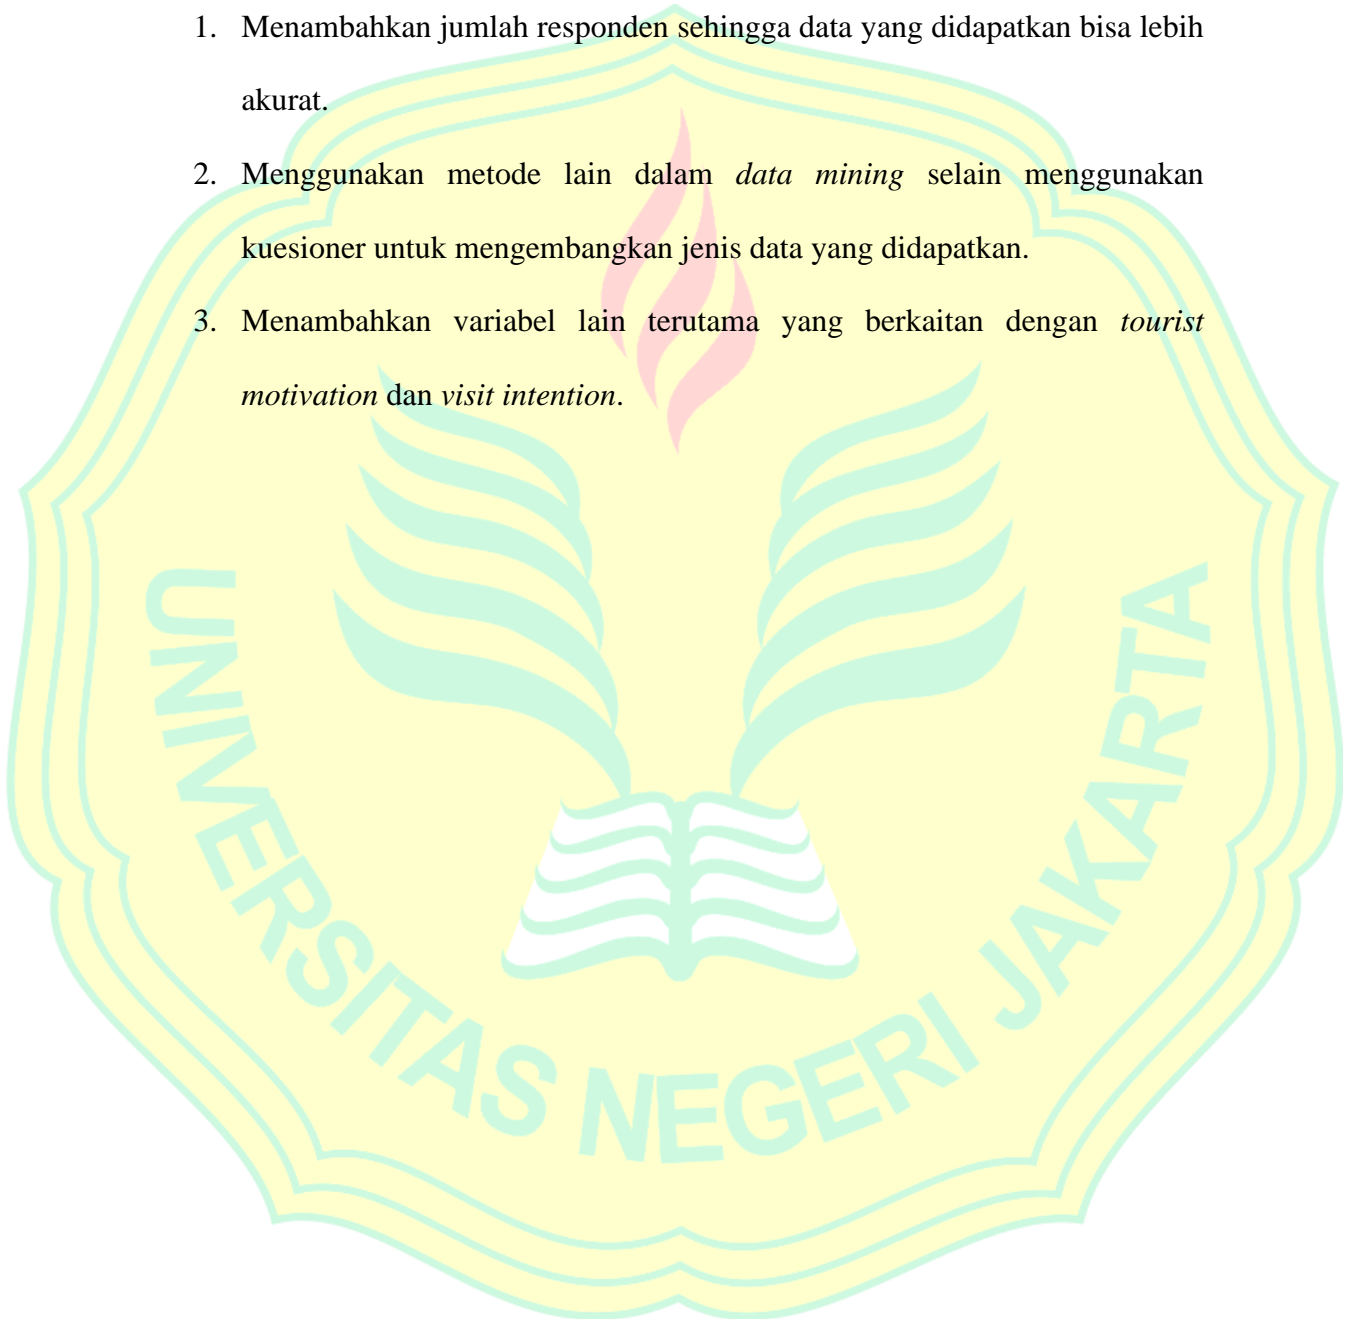 1. Menambahkan jumlah responden sehingga data yang didapatkan bisa lebih
akurat.
2. Menggunakan metode lain dalam data mining selain menggunakan
kuesioner untuk mengembangkan jenis data yang didapatkan.
3. Menambahkan variabel lain terutama yang berkaitan dengan tourist
motivation dan visit intention.
UNIVERSITAS NEGERI JAKARTA